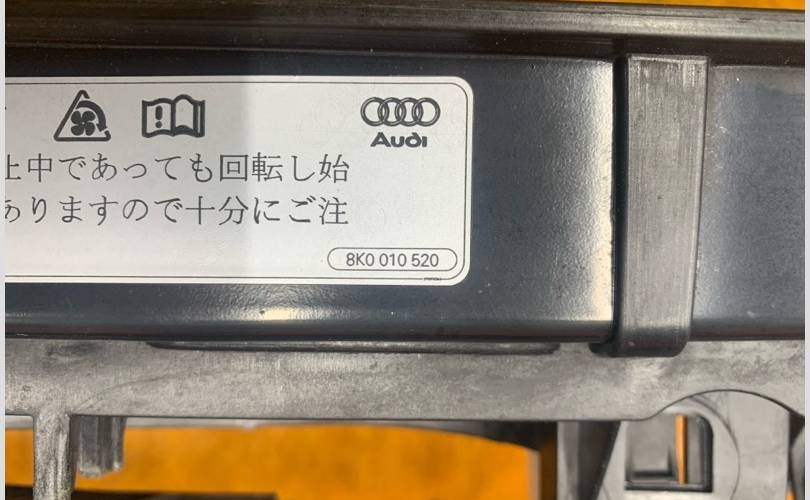 Audi
止中であっても回転し始
ありますので十分にご注
8K0 010 520